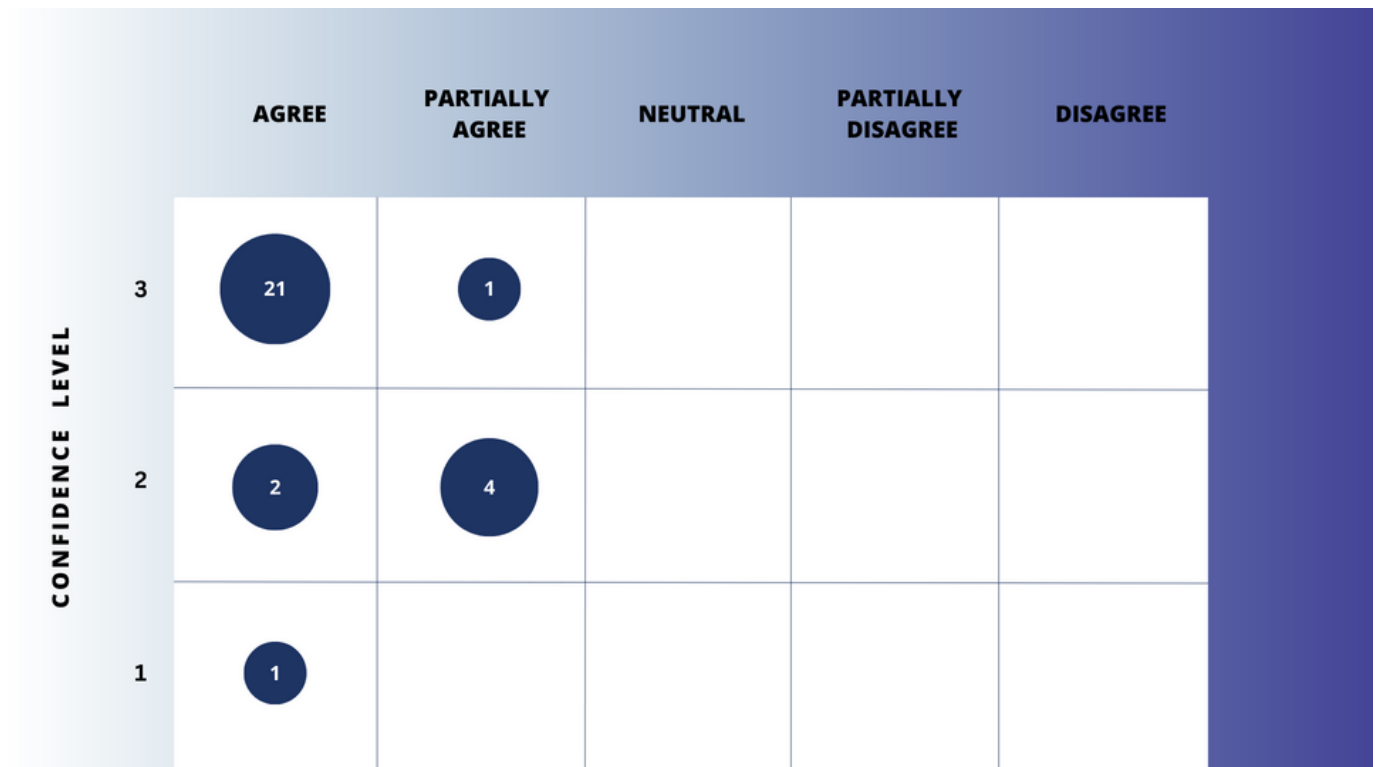 AGREE
PARTIALLY
AGREE
NEUTRAL
PARTIALLY
DISAGREE
DISAGREE
CONFIDENCE LEVEL
3
21
1
2
2
4
1
1